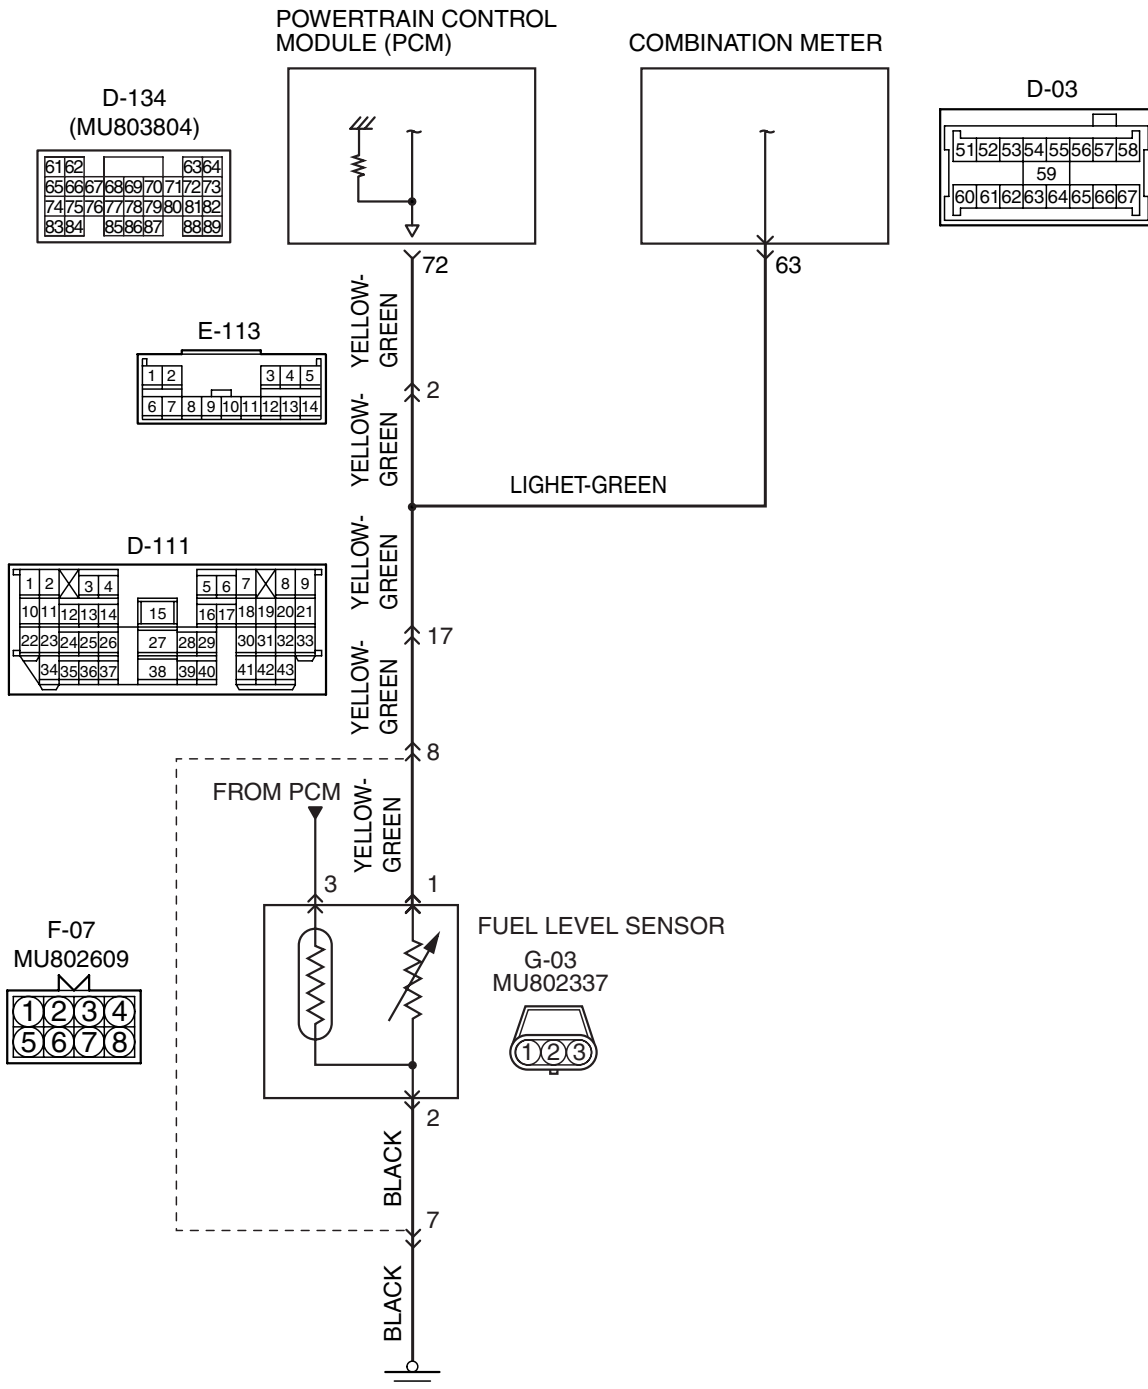 POWERTRAIN CONTROL
MODULE (PCM)
COMBINATION METER
D-134
(MU803804)
61 62 63 64
65 66 67 68 69 70 71 72 73
74 75 76 77 78 79 80 81 82
83 84 85 86 87 88 89
D-03
51 52 53 54 55 56 57 58
59
60 61 62 63 64 65 66 67
72
63
YELLOW-
GREEN
E-113
1 2 3 4 5
6 7 8 9 10 11 12 13 14
2
YELLOW-
GREEN
LIGHET-GREEN
YELLOW-
GREEN
D-111
1 2 3 4 5 6 7 8 9
10 11 12 13 14 15 16 17 18 19 20 21
22 23 24 25 26 27 28 29 30 31 32 33
34 35 36 37 38 39 40 41 42 43
17
YELLOW-
GREEN
8
FROM PCM
YELLOW-
GREEN
3
1
FUEL LEVEL SENSOR
G-03
MU802337
1 2 3
F-07
MU802609
1 2 3 4
5 6 7 8
2
BLACK
7
BLACK